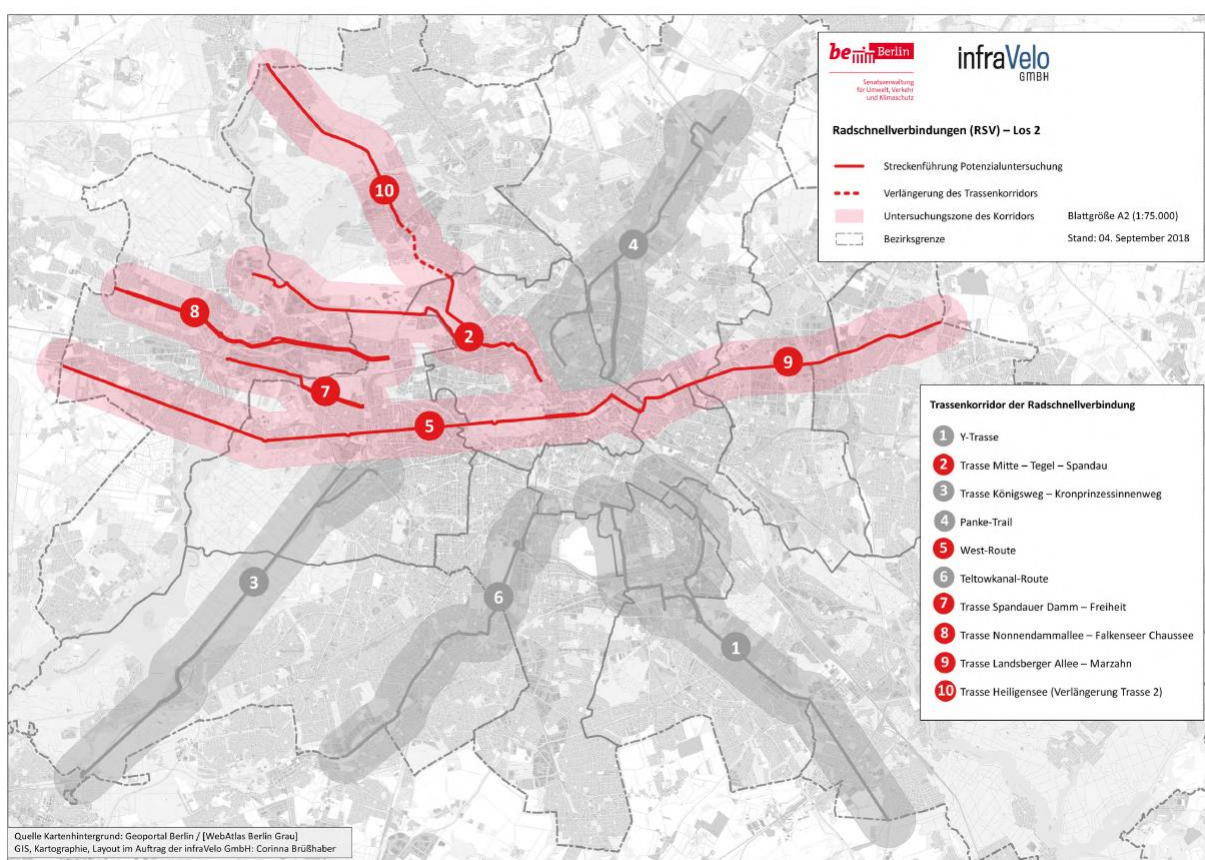 be Berlin
Senatsverwaltung
für Umwelt, Verkehr
und Klimaschutz
infraVelo
GMBH
Radschnellverbindungen (RSV) – Los 2
Streckenführung Potenzialuntersuchung
Verlängerung des Trassenkorridors
Untersuchungszone des Korridors
Bezirksgrenze
Blattgröße A2 (1:75.000)
Stand: 04. September 2018
10
4
8
2
9
7
5
3
6
1
Trassenkorridor der Radschnellverbindung
1 Y-Trasse
2 Trasse Mitte – Tegel – Spandau
3 Trasse Königsweg – Kronprinzessinnenweg
4 Panke-Trail
5 West-Route
6 Teltowkanal-Route
7 Trasse Spandauer Damm – Freiheit
8 Trasse Nonnendammallee – Falkenseer Chaussee
9 Trasse Landsberger Allee – Marzahn
10 Trasse Heiligensee (Verlängerung Trasse 2)
Quelle Kartenhintergrund: Geoportal Berlin / [WebAtlas Berlin Grau]
GIS, Kartographie, Layout im Auftrag der infraVelo GmbH: Corinna Brüßhaber